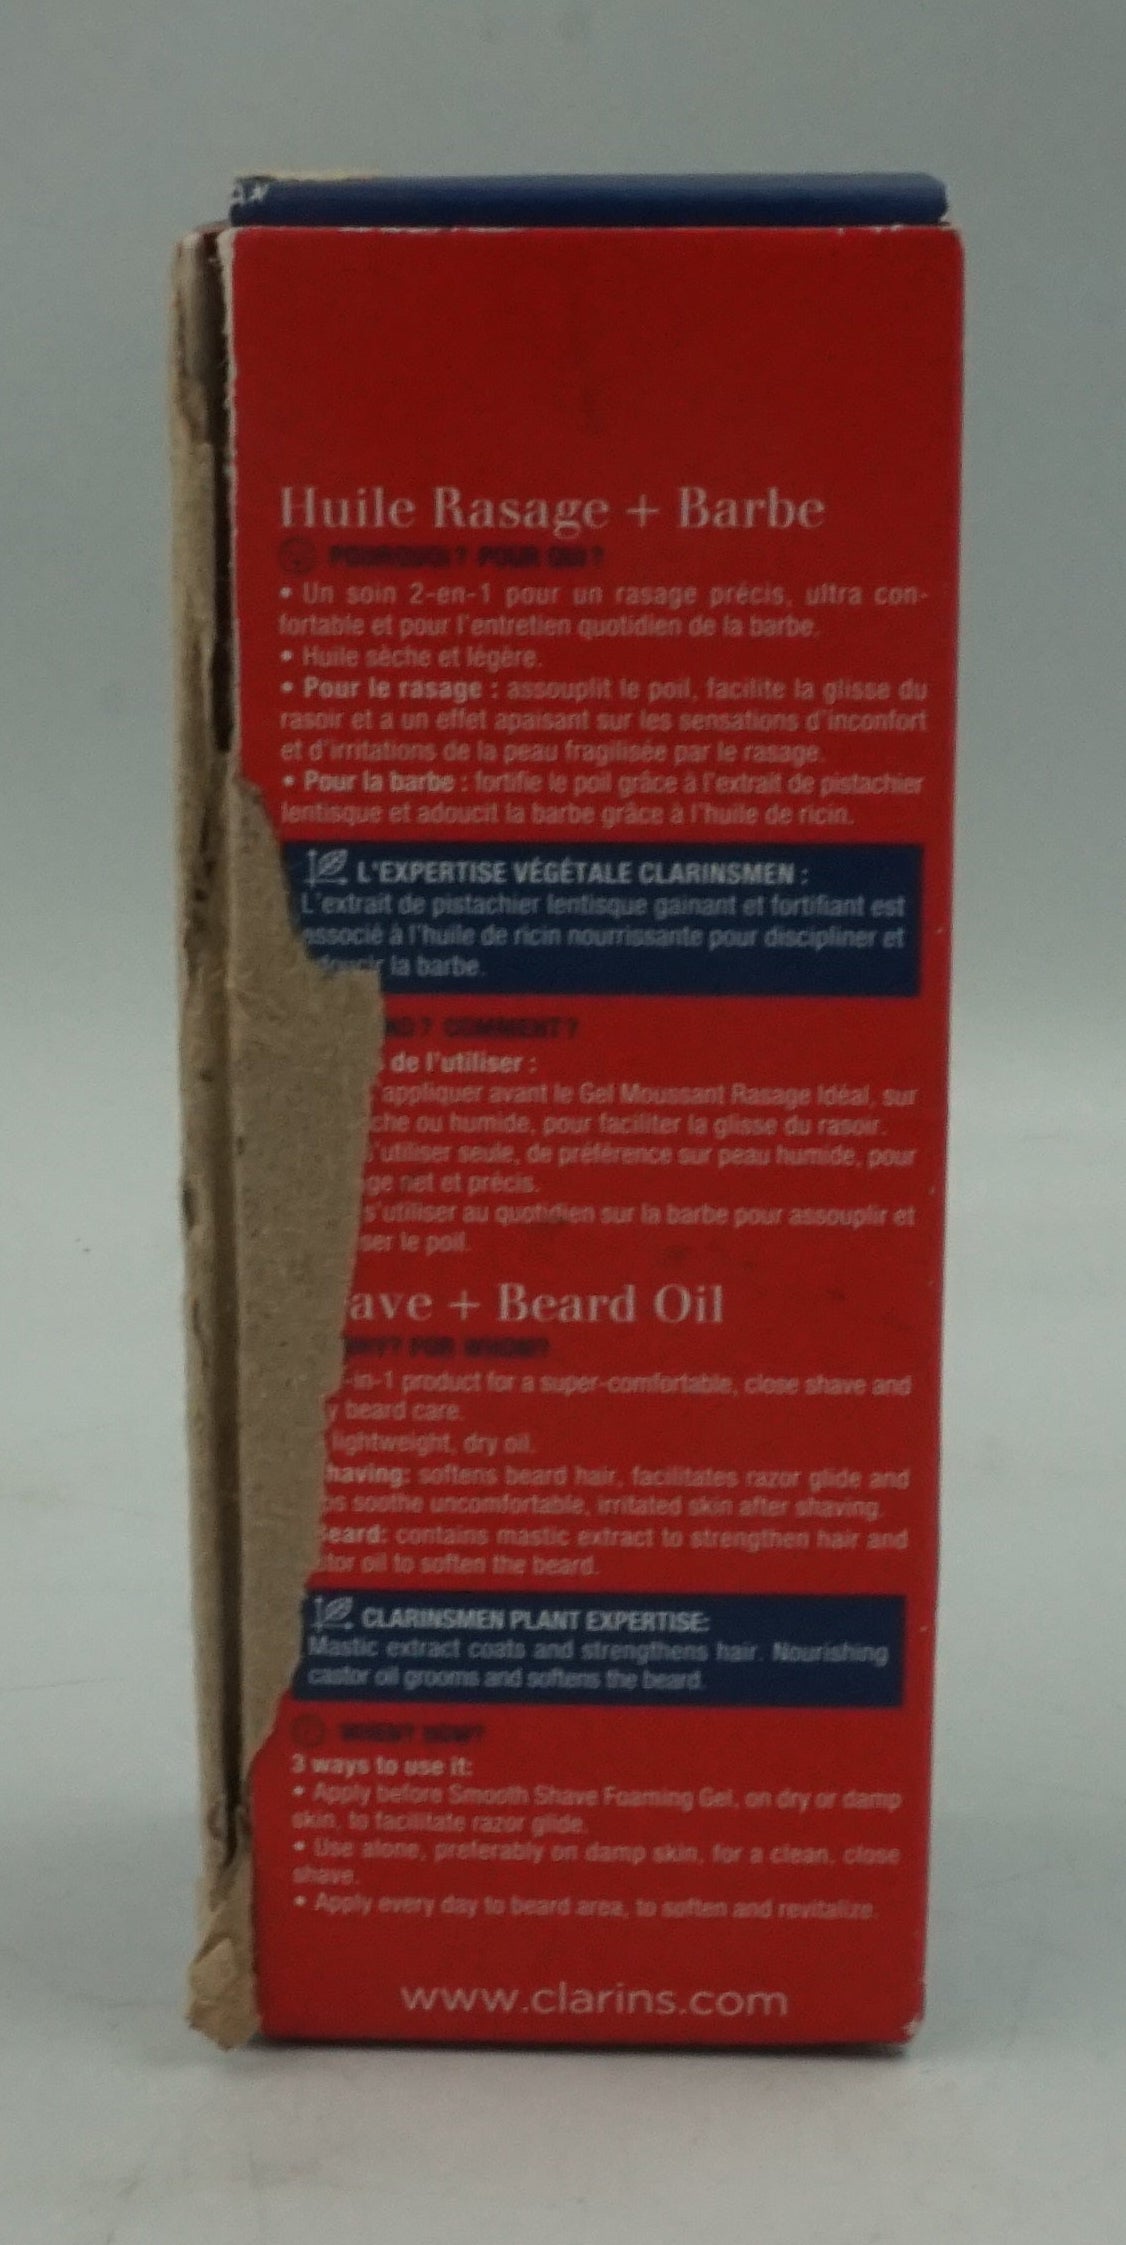 Huile Rasage + Barbe
POURQUOI ? POUR QUI ?
• Un soin 2-en-1 pour un rasage précis, ultra con-
fortable et pour l'entretien quotidien de la barbe.
• Huile sèche et légère.
• Pour le rasage : assouplit le poil, facilite la glisse du
rasoir et a un effet apaisant sur les sensations d'inconfort
et d'irritations de la peau fragilisée par le rasage.
• Pour la barbe : fortifie le poil grâce à l'extrait de pistachier
lentisque et adoucit la barbe grâce à l'huile de ricin.
L'EXPERTISE VÉGÉTALE CLARINSMEN :
L'extrait de pistachier lentisque gainant et fortifiant est
associé à l'huile de ricin nourrissante pour discipliner et
la barbe.
COMMENT ?
de l'utiliser :
appliquer avant le Gel Moussant Rasage Idéal, sur
che ou humide, pour faciliter la glisse du rasoir.
s'utiliser seule, de préférence sur peau humide, pour
ge net et précis.
s'utiliser au quotidien sur la barbe pour assouplir et
ser le poil.
ave + Beard Oil
WHY? FOR WHOM?
-in-1 product for a super-comfortable, close shave and
y beard care.
lightweight, dry oil.
having: softens beard hair, facilitates razor glide and
ps soothe uncomfortable, irritated skin after shaving.
Beard: contains mastic extract to strengthen hair and
tor oil to soften the beard.
CLARINSMEN PLANT EXPERTISE:
Mastic extract coats and strengthens hair. Nourishing
castor oil grooms and softens the beard.
WHEN? HOW?
3 ways to use it:
• Apply before Smooth Shave Foaming Gel, on dry or damp
skin, to facilitate razor glide.
• Use alone, preferably on damp skin, for a clean, close
shave.
• Apply every day to beard area, to soften and revitalize.
www.clarins.com